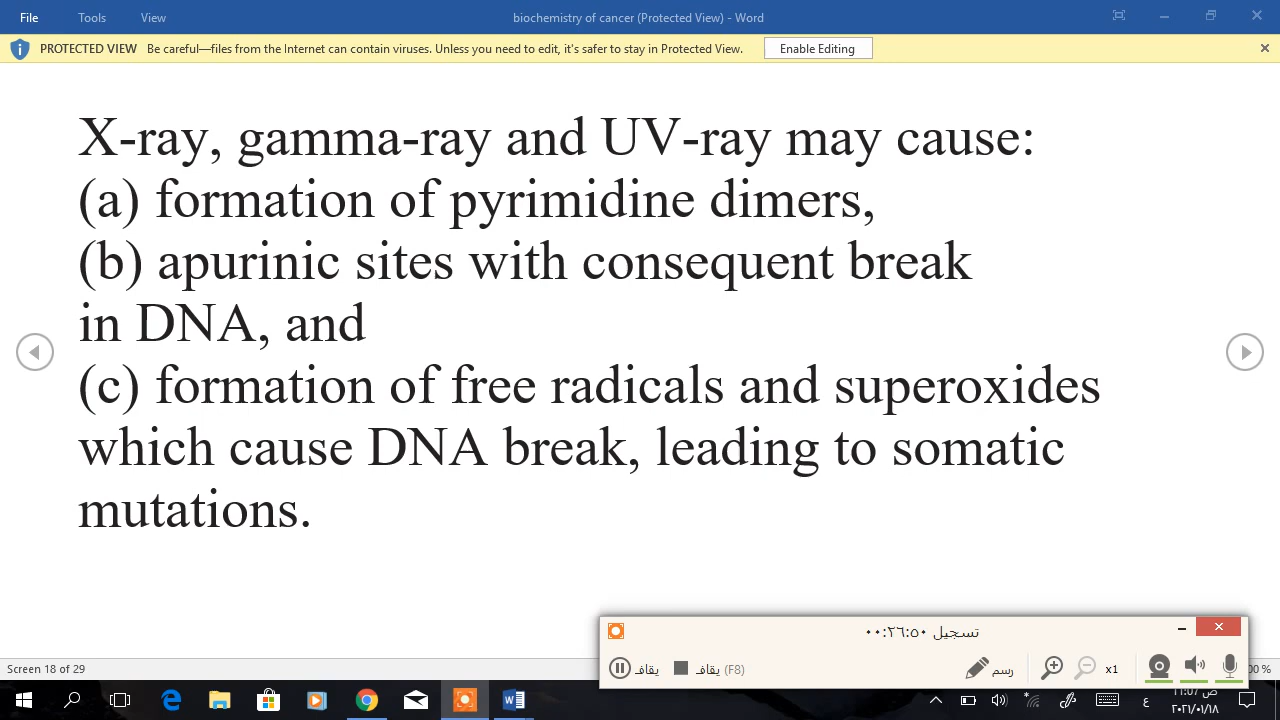 File Tools View biochemistry of cancer (Protected View) - Word
PROTECTED VIEW Be careful—files from the Internet can contain viruses. Unless you need to edit, it's safer to stay in Protected View. Enable Editing
X-ray, gamma-ray and UV-ray may cause:
(a) formation of pyrimidine dimers,
(b) apurinic sites with consequent break
in DNA, and
(c) formation of free radicals and superoxides
which cause DNA break, leading to somatic
mutations.
تسجيل ٠٠:٢٦:٥٠
يقاف يقاف (F8) رسم x1
Screen 18 of 29
ع
٢٠٢١/٠١/١٨